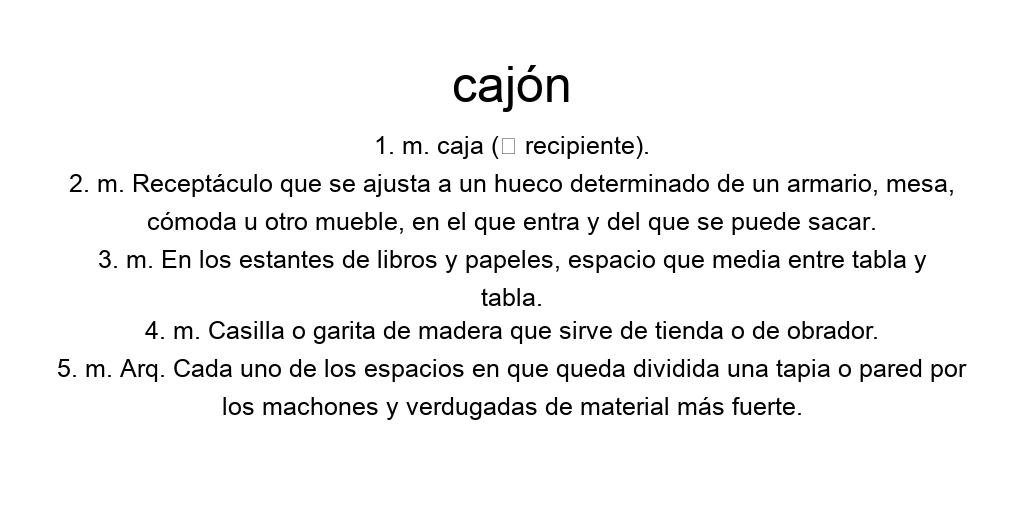 cajón
1. m. caja (□ recipiente).
2. m. Receptáculo que se ajusta a un hueco determinado de un armario, mesa,
cómoda u otro mueble, en el que entra y del que se puede sacar.
3. m. En los estantes de libros y papeles, espacio que media entre tabla y
tabla.
4. m. Casilla o garita de madera que sirve de tienda o de obrador.
5. m. Arq. Cada uno de los espacios en que queda dividida una tapia o pared por
los machones y verdugadas de material más fuerte.